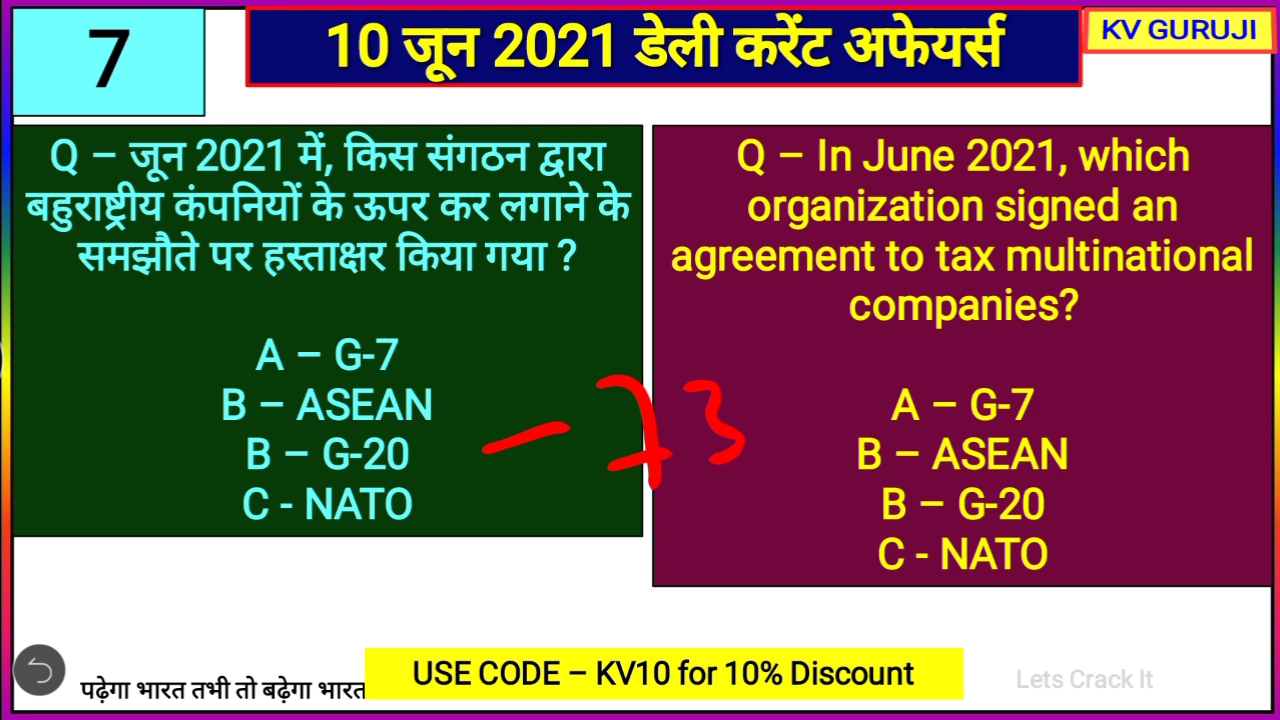 7
10 जून 2021 डेली करेंट अफेयर्स
KV GURUJI
Q – जून 2021 में, किस संगठन द्वारा
बहुराष्ट्रीय कंपनियों के ऊपर कर लगाने के
समझौते पर हस्ताक्षर किया गया ?
A – G-7
B – ASEAN
B – G-20
C - NATO
Q – In June 2021, which
organization signed an
agreement to tax multinational
companies?
A – G-7
B – ASEAN
B – G-20
C - NATO
पढ़ेगा भारत तभी तो बढ़ेगा भारत
USE CODE – KV10 for 10% Discount
Lets Crack It